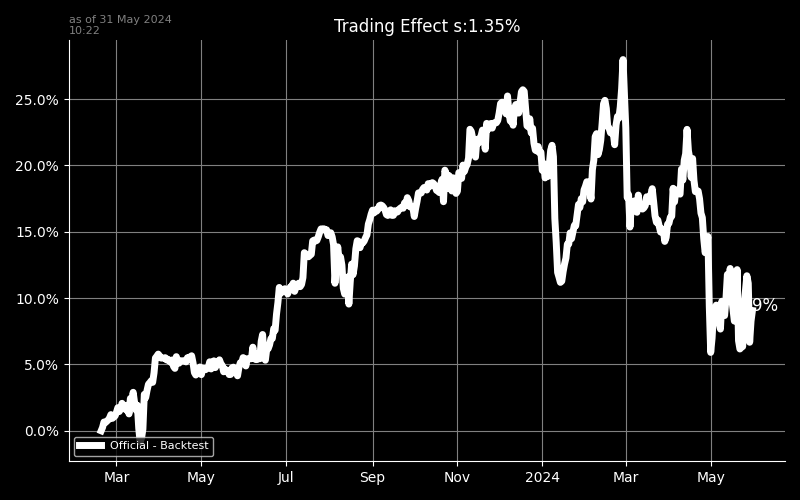 as of 31 May 2024
10:22
Trading Effect s:1.35%
25.0%
20.0%
15.0%
10.0%
9%
5.0%
0.0%
Official - Backtest
Mar May Jul Sep Nov 2024 Mar May